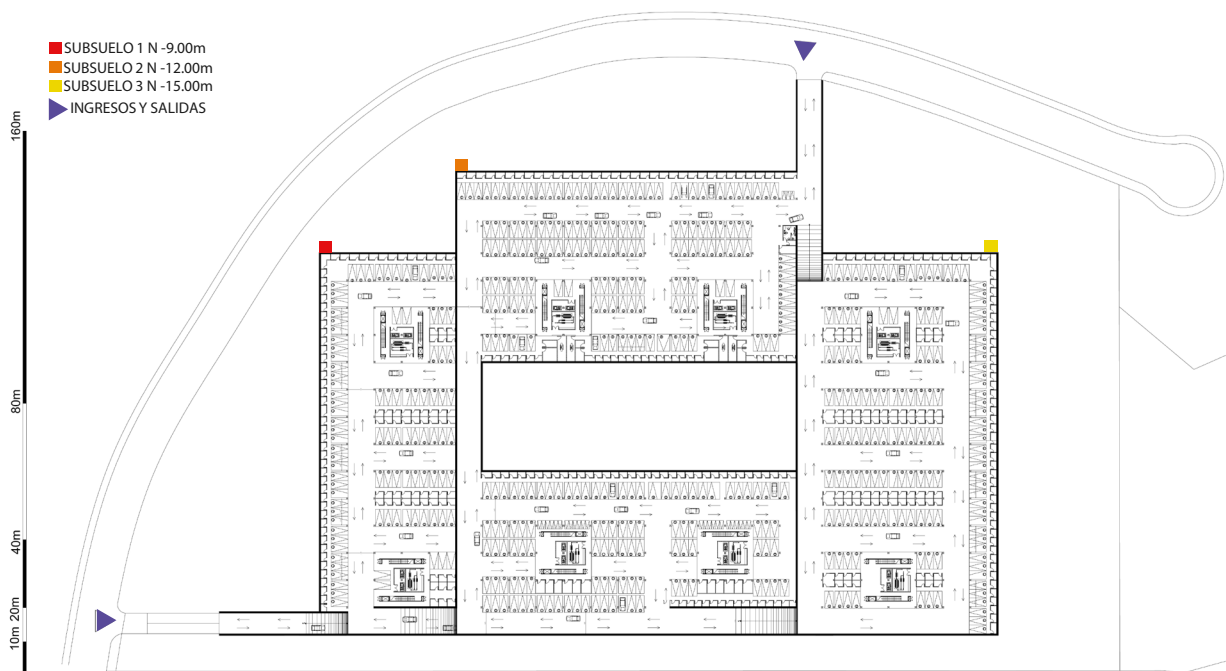 SUBSUELO 1 N -9.00m
SUBSUELO 2 N -12.00m
SUBSUELO 3 N -15.00m
INGRESOS Y SALIDAS
160m
80m
40m
20m
10m